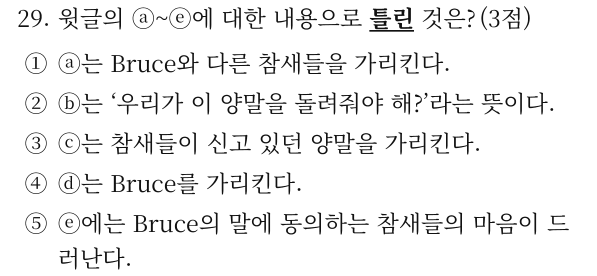 29. 윗글의 ⓐ~ⓔ에 대한 내용으로 틀린 것은?(3점)
① ⓐ는 Bruce와 다른 참새들을 가리킨다.
② ⓑ는 ‘우리가 이 양말을 돌려줘야 해?’라는 뜻이다.
③ ⓒ는 참새들이 신고 있던 양말을 가리킨다.
④ ⓓ는 Bruce를 가리킨다.
⑤ ⓔ에는 Bruce의 말에 동의하는 참새들의 마음이 드
러난다.